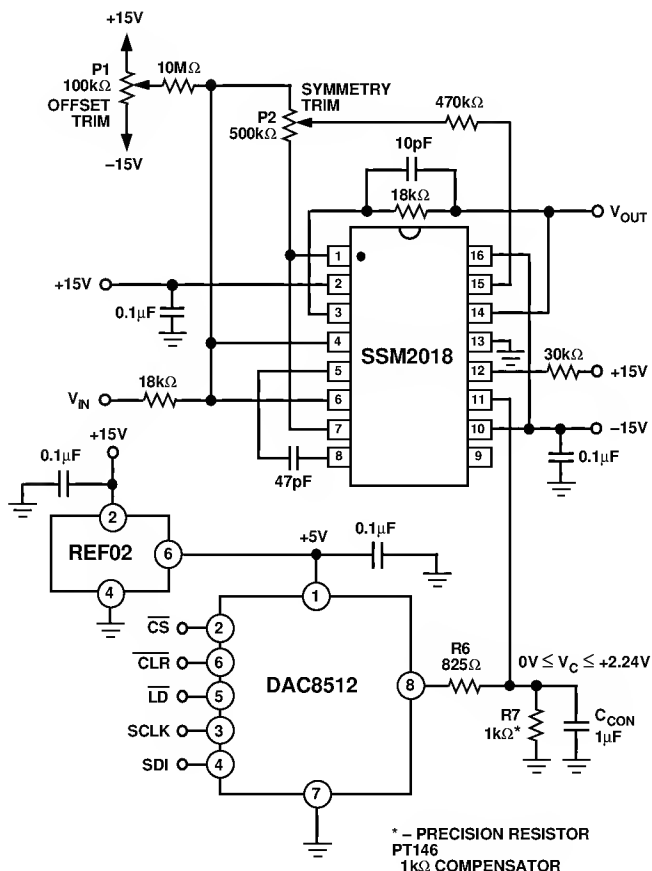 +15V
P1
100kΩ
OFFSET
TRIM
–15V
10MΩ
P2
500kΩ
SYMMETRY
TRIM
470kΩ
10pF
18kΩ
VOUT
+15V
0.1µF
1
2
3
4
5
6
7
8
SSM2018
16
15
14
13
12
11
10
9
30kΩ
+15V
–15V
0.1µF
VIN
18kΩ
47pF
+15V
0.1µF
2
REF02
6
4
+5V
0.1µF
1
CS
2
CLR
6
LD
5
SCLK
3
SDI
4
DAC8512
8
7
R6
825Ω
0V ≤ VC ≤ +2.24V
R7
1kΩ*
CCON
1µF
* – PRECISION RESISTOR
PT146
1kΩ COMPENSATOR